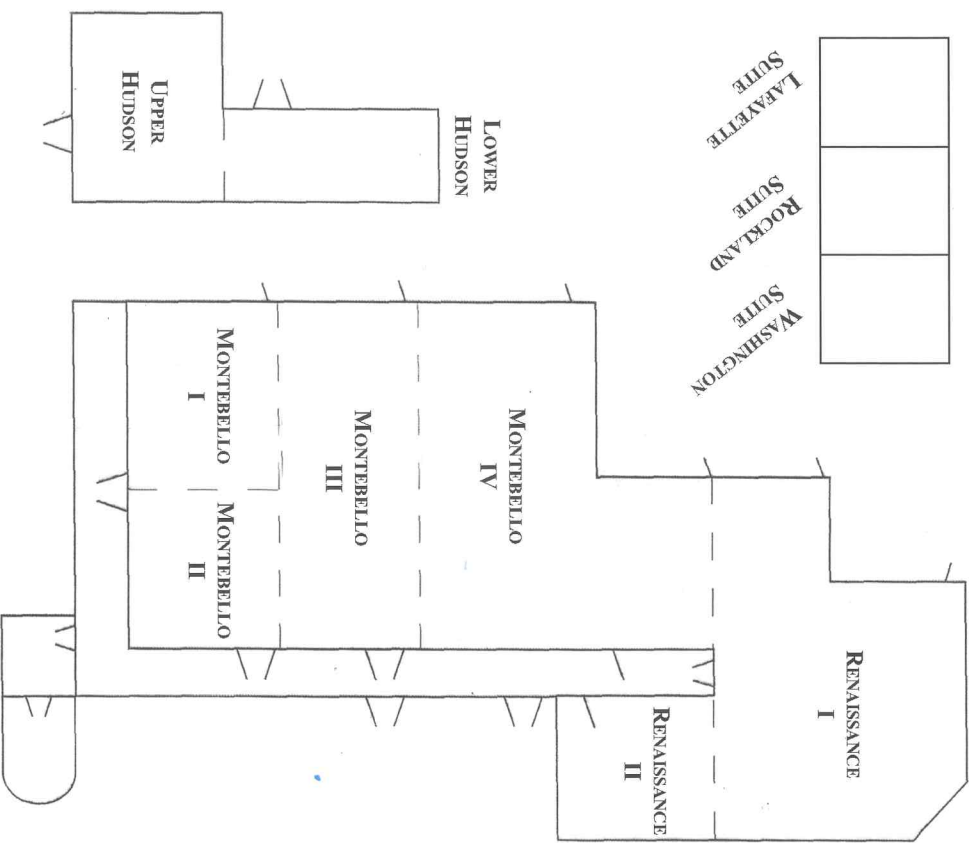 UPPER
HUDSON
LOWER
HUDSON
LAFAYETTE
SUITE
ROCKLAND
SUITE
WASHINGTON
SUITE
MONTEBELLO
I
MONTEBELLO
II
MONTEBELLO
III
MONTEBELLO
IV
RENAISSANCE
I
RENAISSANCE
II